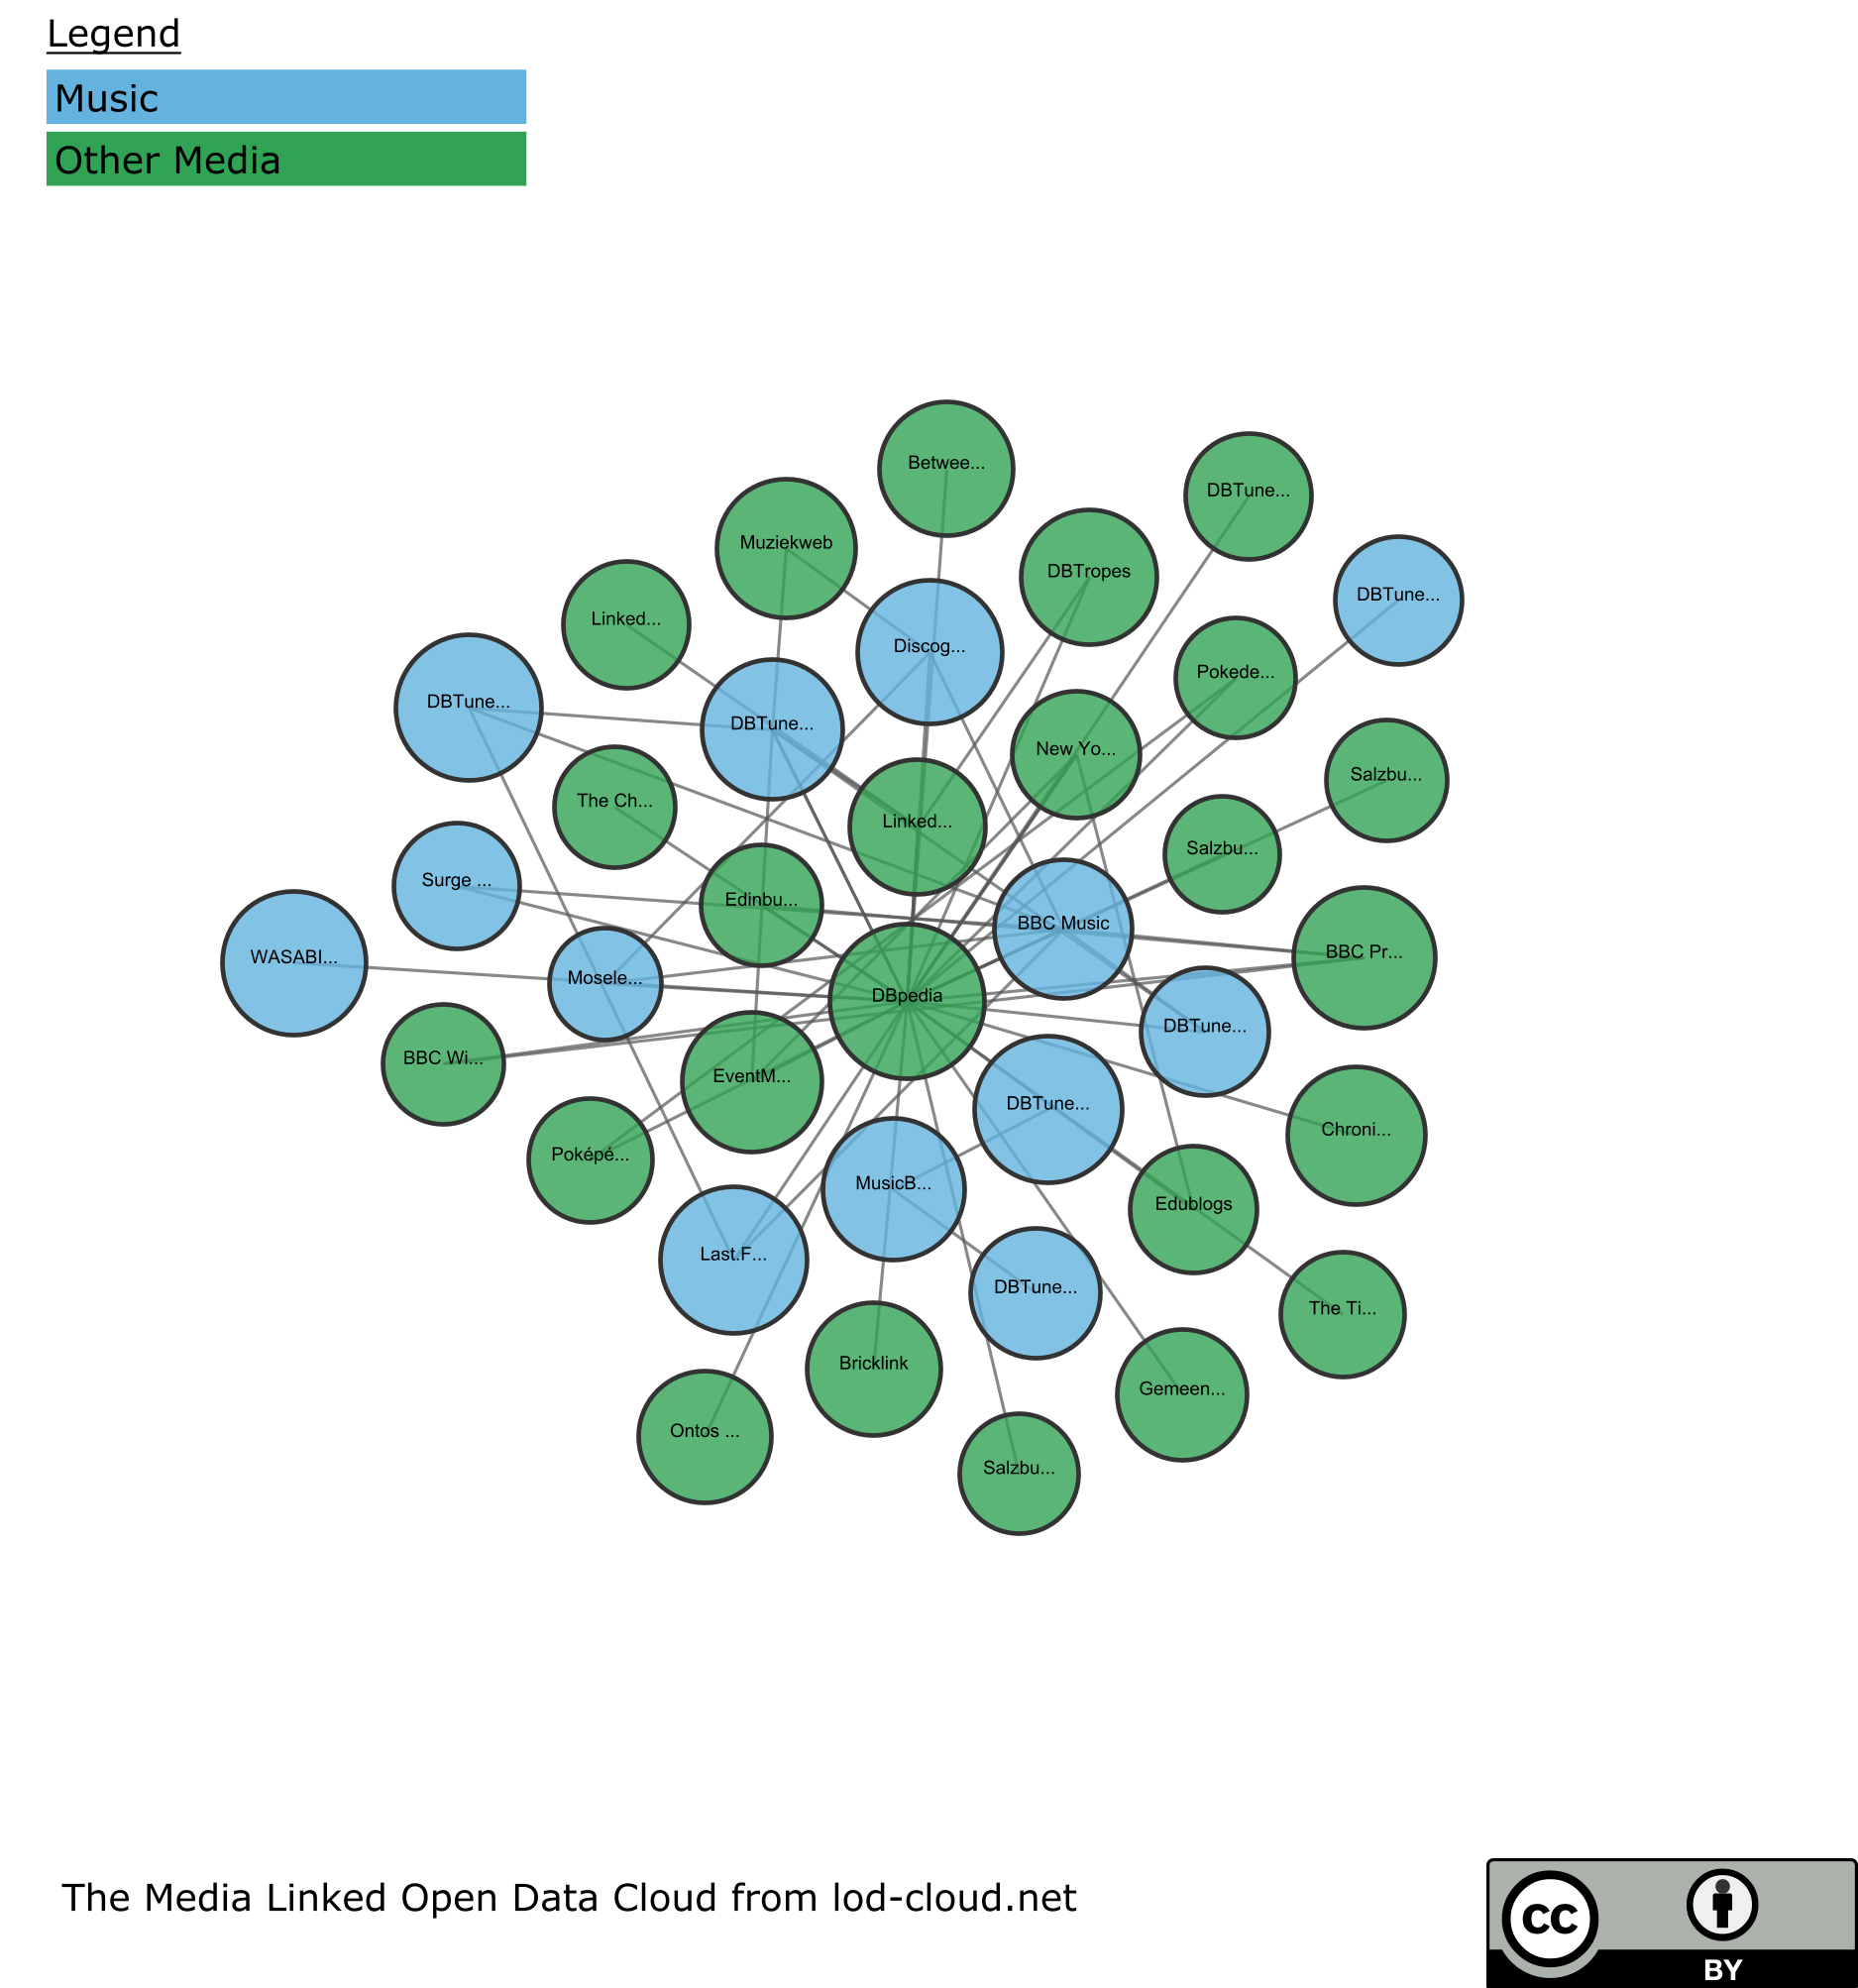 Legend
Music
Other Media
Betwee...
DBTune...
Muziekweb
DBTropes
DBTune...
Linked...
Discog...
Pokede...
DBTune...
DBTune...
New Yo...
Salzbu...
The Ch...
Linked...
Salzbu...
Surge ...
Edinbu...
BBC Music
BBC Pr...
WASABI...
Mosele...
DBpedia
DBTune...
BBC Wi...
EventM...
DBTune...
Chroni...
Poképé...
MusicB...
Edublogs
Last.F...
DBTune...
The Ti...
Bricklink
Gemeen...
Ontos ...
Salzbu...
The Media Linked Open Data Cloud from lod-cloud.net
cc
BY